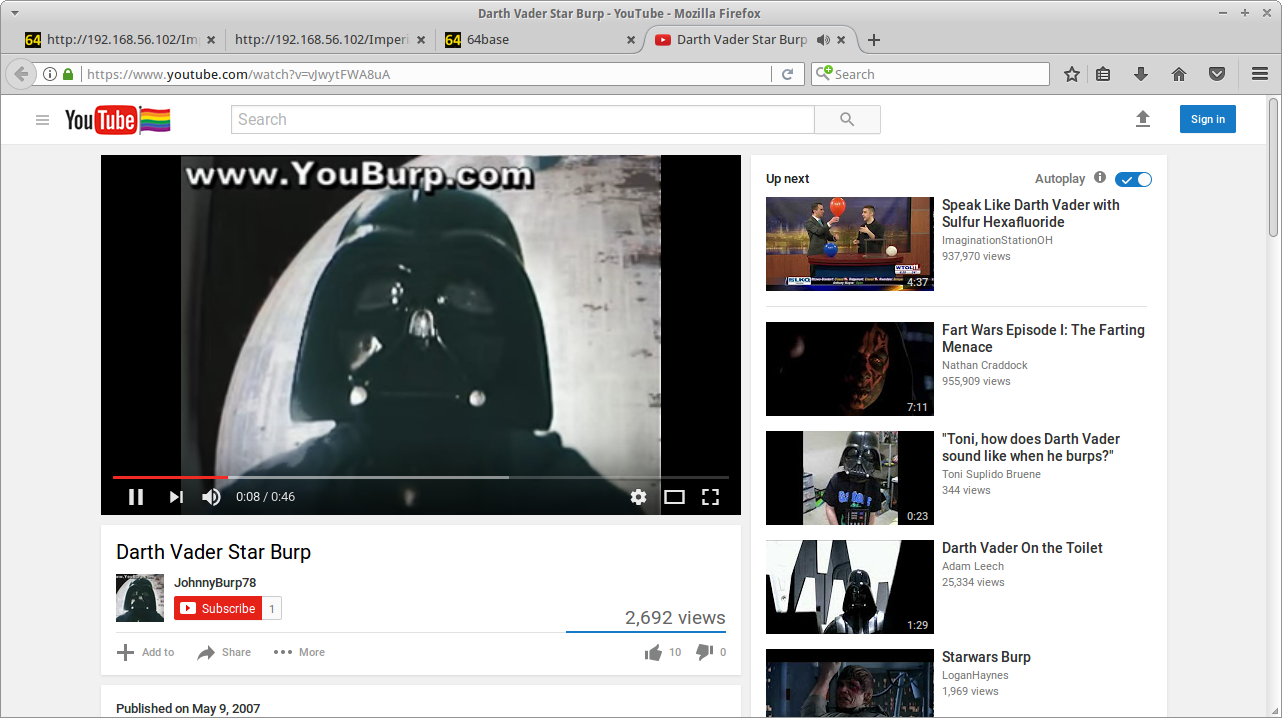 Darth Vader Star Burp - YouTube - Mozilla Firefox
64 http://192.168.56.102/Im
http://192.168.56.102/Imperi
64 64base
Darth Vader Star Burp
https://www.youtube.com/watch?v=vJwytFWA8uA
Search
YouTube
Search
Sign in
www.YouBurp.com
0:08 / 0:46
Darth Vader Star Burp
JohnnyBurp78
Subscribe 1
2,692 views
Add to Share More 10 0
Published on May 9, 2007
Up next Autoplay
Speak Like Darth Vader with
Sulfur Hexafluoride
ImaginationStationOH
937,970 views
4:37
Fart Wars Episode I: The Farting
Menace
Nathan Craddock
955,909 views
7:11
"Toni, how does Darth Vader
sound like when he burps?"
Toni Suplido Bruene
344 views
0:23
Darth Vader On the Toilet
Adam Leech
25,334 views
1:29
Starwars Burp
LoganHaynes
1,969 views